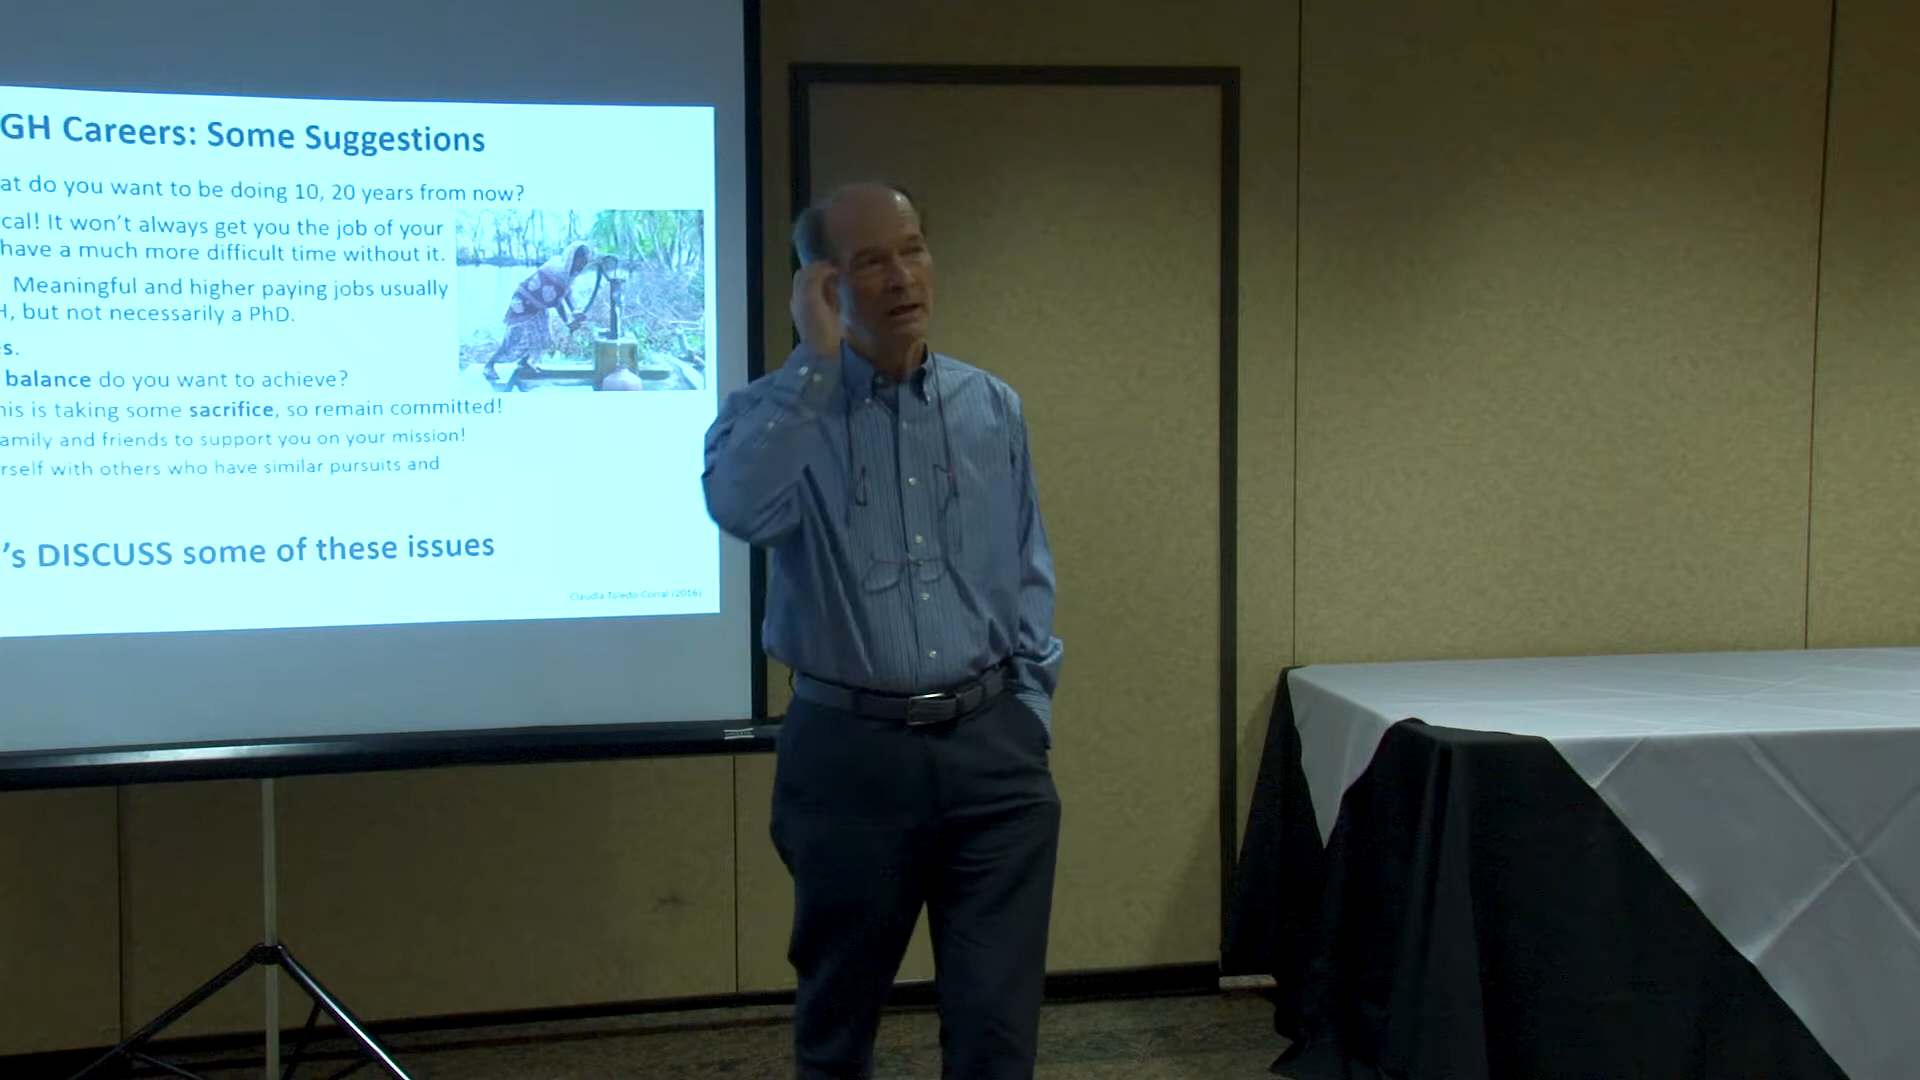 GH Careers: Some Suggestions
at do you want to be doing 10, 20 years from now?
cal! It won't always get you the job of your
have a much more difficult time without it.
Meaningful and higher paying jobs usually
H, but not necessarily a PhD.
s.
balance do you want to achieve?
his is taking some sacrifice, so remain committed!
amily and friends to support you on your mission!
rself with others who have similar pursuits and
's DISCUSS some of these issues
Claudia Toledo-Corral (2016)